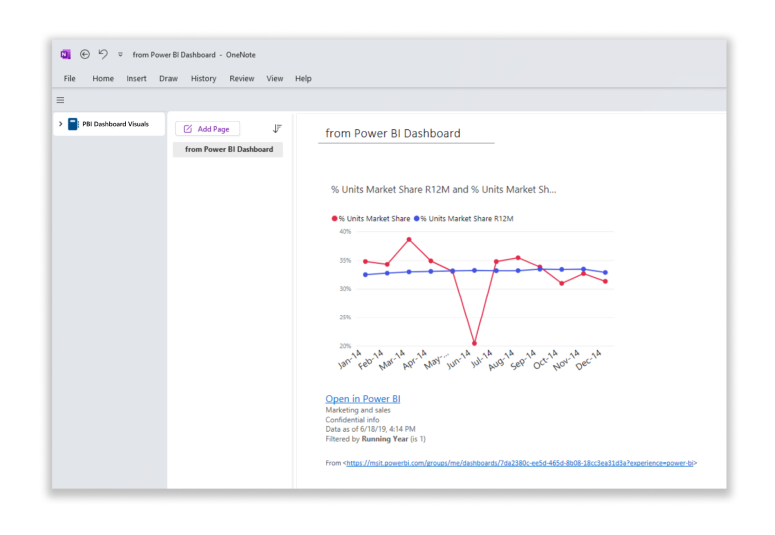 from Power BI Dashboard - OneNote
File Home Insert Draw History Review View Help
PBI Dashboard Visuals
Add Page
from Power BI Dashboard
from Power BI Dashboard
% Units Market Share R12M and % Units Market Sh...
% Units Market Share % Units Market Share R12M
40%
35%
30%
25%
20%
Jan-14 Feb-14 Mar-14 Apr-14 May-... Jun-14 Jul-14 Aug-14 Sep-14 Oct-14 Nov-14 Dec-14
Open in Power BI
Marketing and sales
Confidential info
Data as of 6/18/19, 4:14 PM
Filtered by Running Year (is 1)
From <https://msit.powerbi.com/groups/me/dashboards/7da2380c-ee5d-465d-8b08-18cc3ea31d3a?experience=power-bi>